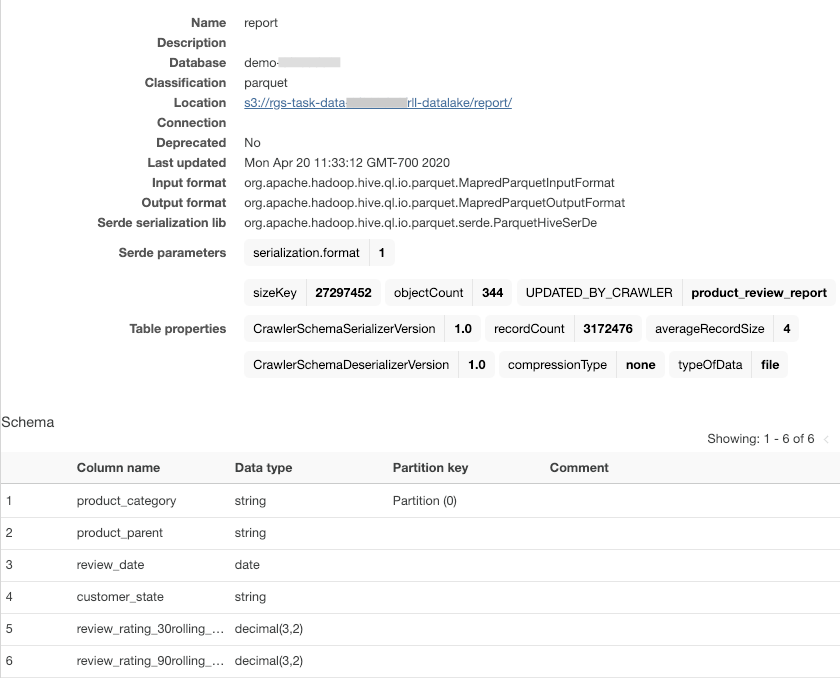 Name report
Description
Database demo-
Classification parquet
Location s3://rgs-task-data rll-datalake/report/
Connection
Deprecated No
Last updated Mon Apr 20 11:33:12 GMT-700 2020
Input format org.apache.hadoop.hive.ql.io.parquet.MapredParquetInputFormat
Output format org.apache.hadoop.hive.ql.io.parquet.MapredParquetOutputFormat
Serde serialization lib org.apache.hadoop.hive.ql.io.parquet.serde.ParquetHiveSerDe
Serde parameters serialization.format 1
sizeKey 27297452 objectCount 344 UPDATED_BY_CRAWLER product_review_report
Table properties CrawlerSchemaSerializerVersion 1.0 recordCount 3172476 averageRecordSize 4
CrawlerSchemaDeserializerVersion 1.0 compressionType none typeOfData file
Schema
Showing: 1 - 6 of 6 <
Column name Data type Partition key Comment
1 product_category string Partition (0)
2 product_parent string
3 review_date date
4 customer_state string
5 review_rating_30rolling_… decimal(3,2)
6 review_rating_90rolling_… decimal(3,2)